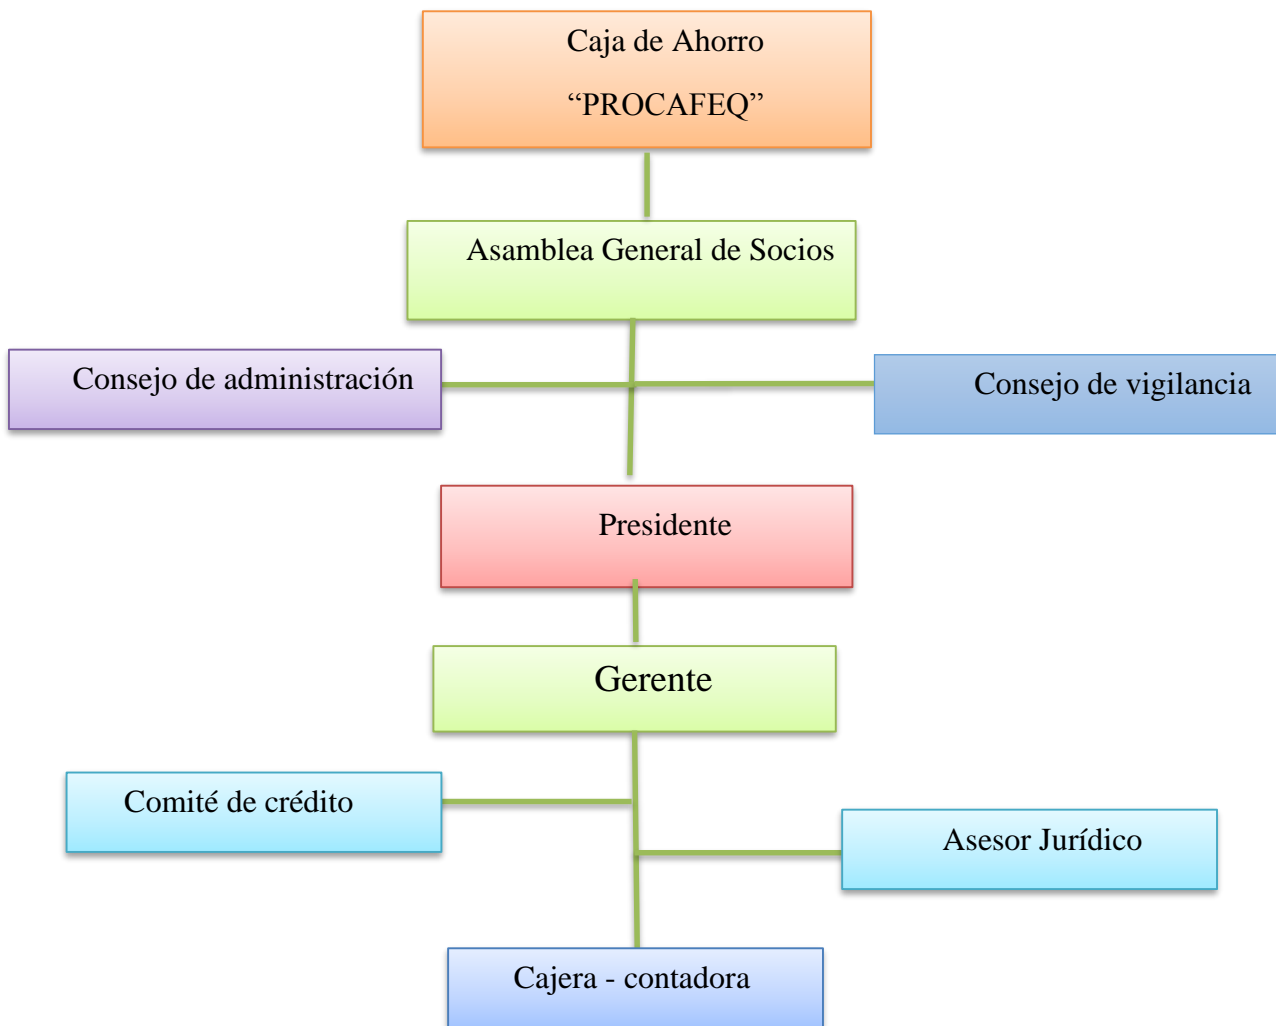 Caja de Ahorro
“PROCAFEQ”
Asamblea General de Socios
Consejo de administración
Consejo de vigilancia
Presidente
Gerente
Comité de crédito
Asesor Jurídico
Cajera - contadora